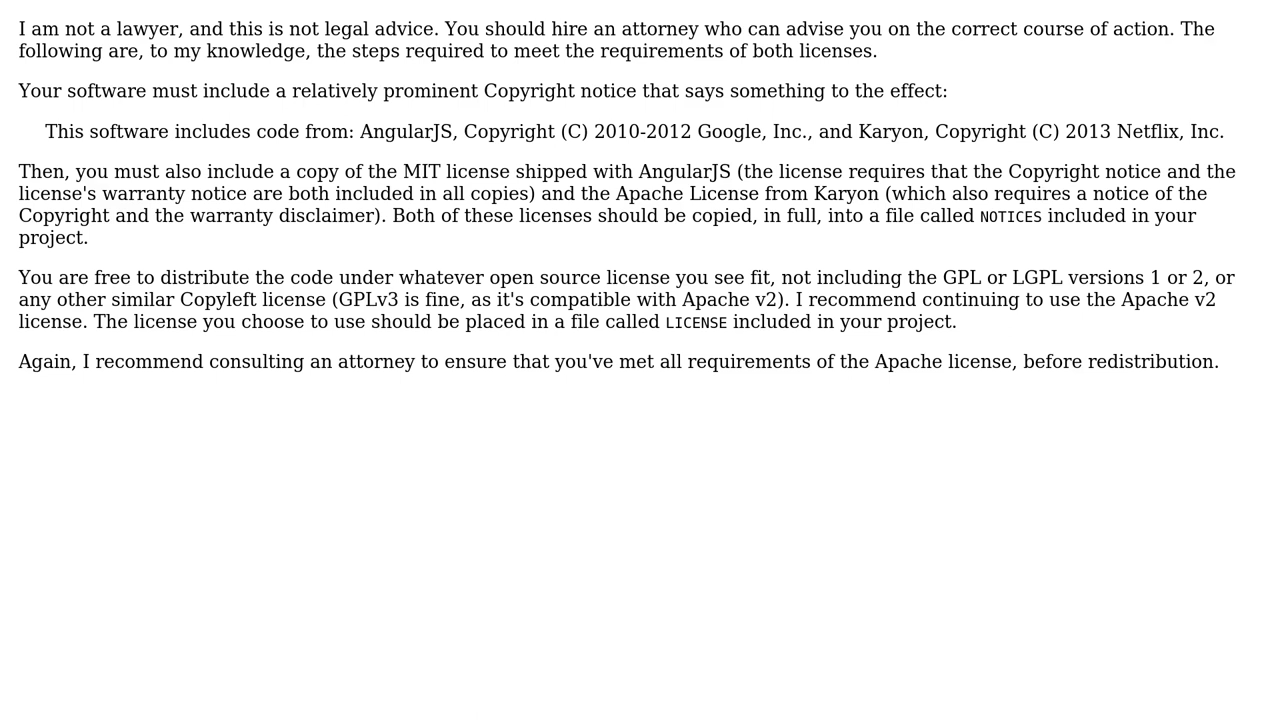 I am not a lawyer, and this is not legal advice. You should hire an attorney who can advise you on the correct course of action. The
following are, to my knowledge, the steps required to meet the requirements of both licenses.
Your software must include a relatively prominent Copyright notice that says something to the effect:
This software includes code from: AngularJS, Copyright (C) 2010-2012 Google, Inc., and Karyon, Copyright (C) 2013 Netflix, Inc.
Then, you must also include a copy of the MIT license shipped with AngularJS (the license requires that the Copyright notice and the
license's warranty notice are both included in all copies) and the Apache License from Karyon (which also requires a notice of the
Copyright and the warranty disclaimer). Both of these licenses should be copied, in full, into a file called NOTICES included in your
project.
You are free to distribute the code under whatever open source license you see fit, not including the GPL or LGPL versions 1 or 2, or
any other similar Copyleft license (GPLv3 is fine, as it's compatible with Apache v2). I recommend continuing to use the Apache v2
license. The license you choose to use should be placed in a file called LICENSE included in your project.
Again, I recommend consulting an attorney to ensure that you've met all requirements of the Apache license, before redistribution.